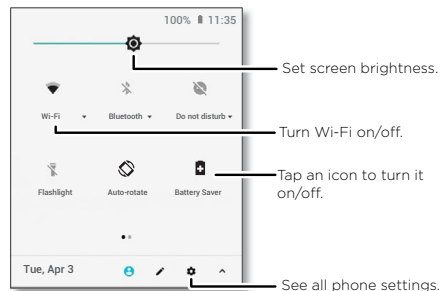 100% 11:35
Set screen brightness.
Wi-Fi Bluetooth Do not disturb
Turn Wi-Fi on/off.
Flashlight Auto-rotate Battery Saver
Tap an icon to turn it
on/off.
Tue, Apr 3
See all phone settings.